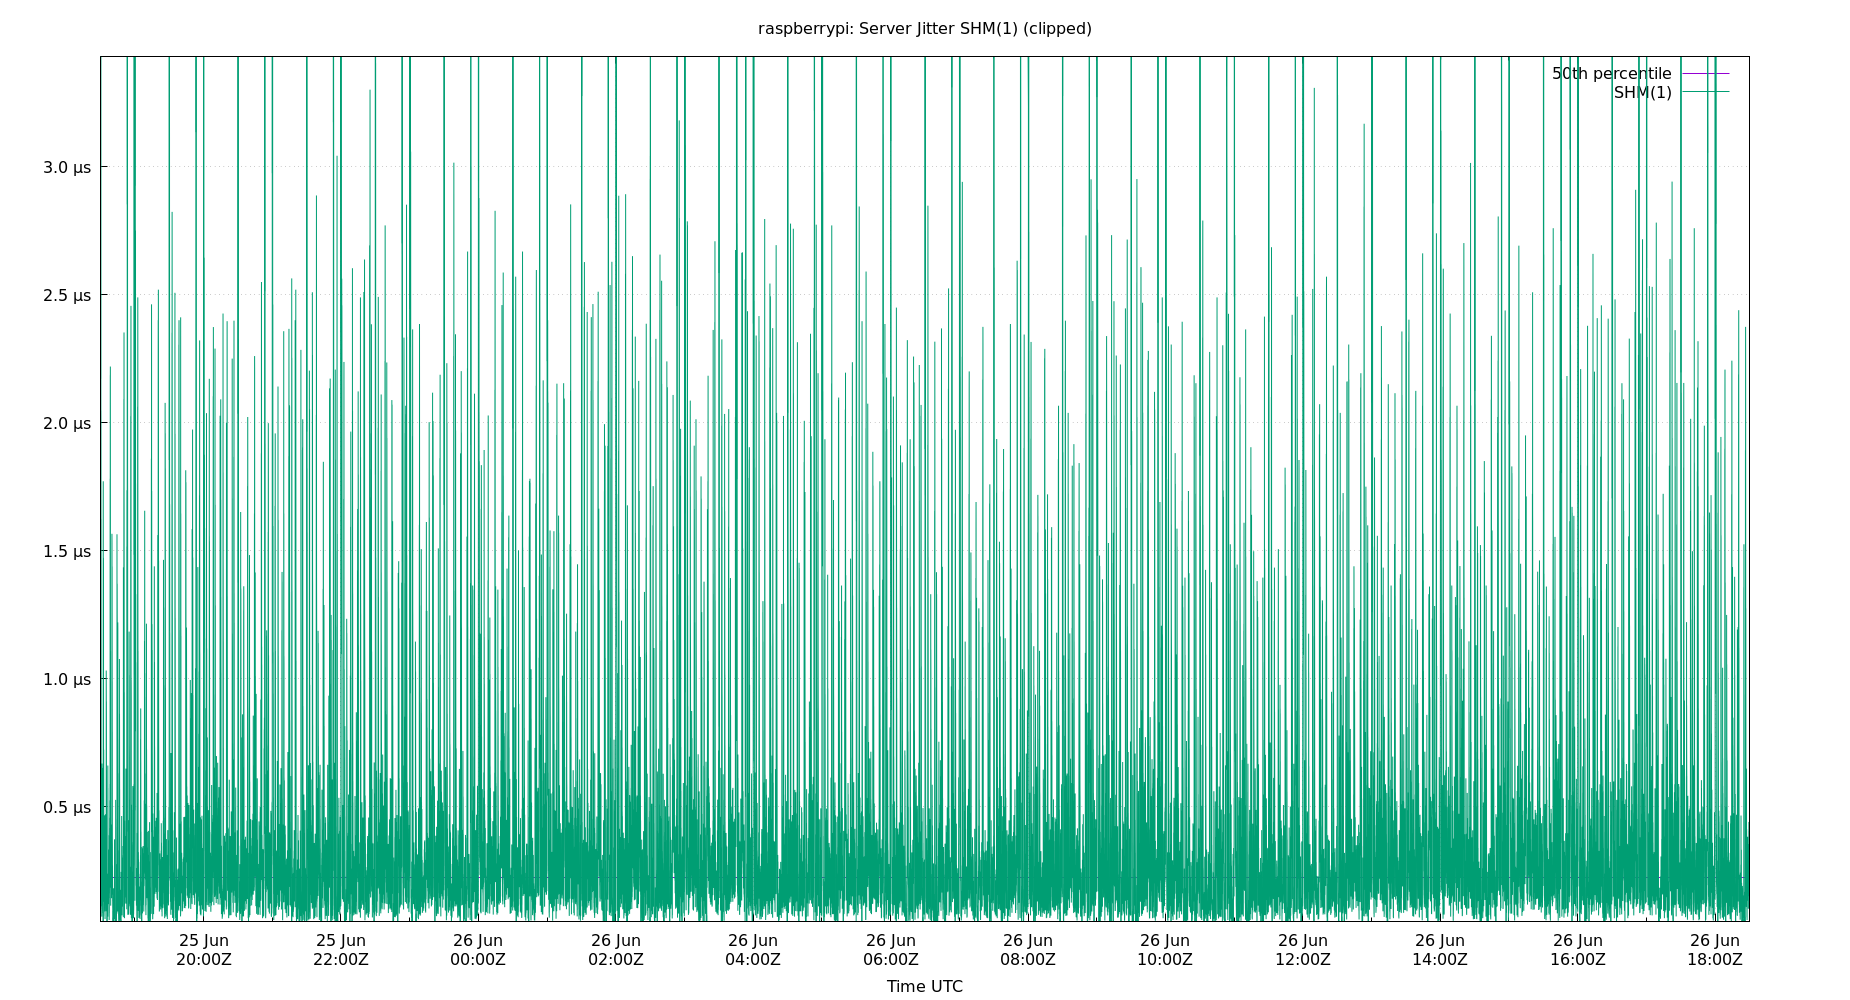 raspberrypi: Server Jitter SHM(1) (clipped)
50th percentile
SHM(1)
3.0 µs
2.5 µs
2.0 µs
1.5 µs
1.0 µs
0.5 µs
25 Jun 25 Jun 26 Jun 26 Jun 26 Jun 26 Jun 26 Jun 26 Jun 26 Jun 26 Jun 26 Jun 26 Jun
20:00Z 22:00Z 00:00Z 02:00Z 04:00Z 06:00Z 08:00Z 10:00Z 12:00Z 14:00Z 16:00Z 18:00Z
Time UTC